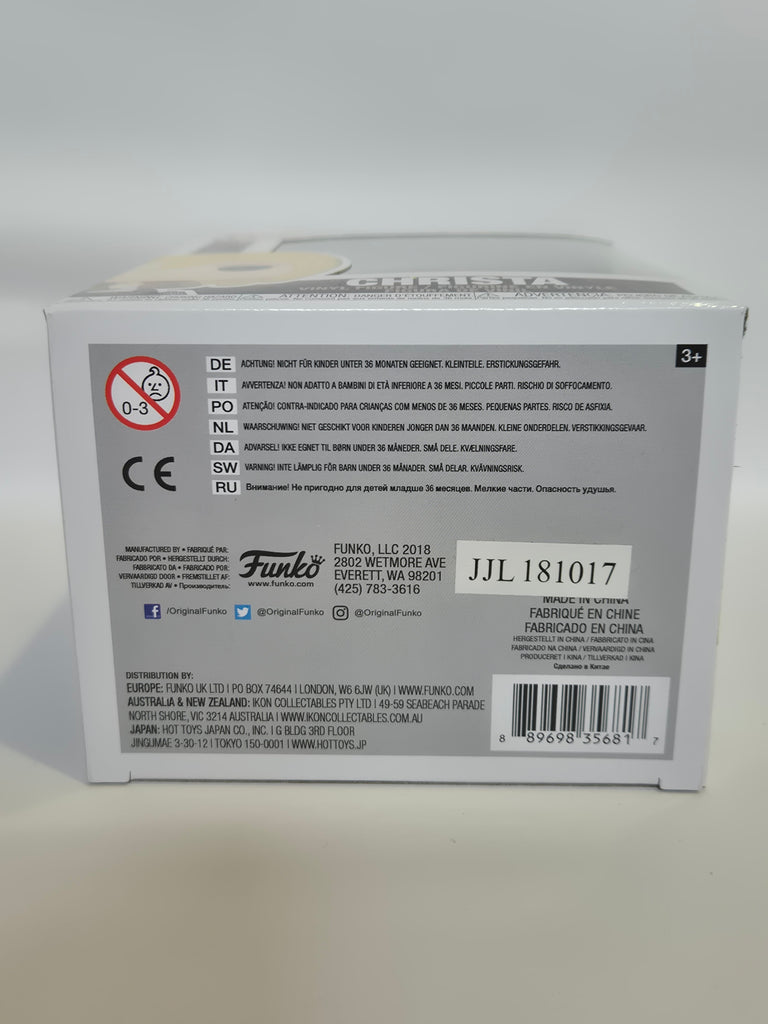 CHRISTA
3+
0-3
DE ACHTUNG! NICHT FÜR KINDER UNTER 36 MONATEN GEEIGNET. KLEINTEILE. ERSTICKUNGSGEFAHR.
IT AVVERTENZA! NON ADATTO A BAMBINI DI ETÀ INFERIORE A 36 MESI. PICCOLE PARTI. RISCHIO DI SOFFOCAMENTO.
PO ATENÇÃO! CONTRA-INDICADO PARA CRIANÇAS COM MENOS DE 36 MESES. PEQUENAS PARTES. RISCO DE ASFIXIA.
NL WAARSCHUWING! NIET GESCHIKT VOOR KINDEREN JONGER DAN 36 MAANDEN. KLEINE ONDERDELEN. VERSTIKKINGSGEVAAR.
DA ADVARSEL! IKKE EGNET TIL BØRN UNDER 36 MÅNEDER. SMÅ DELE. KVÆLNINGSFARE.
CE
SW VARNING! INTE LÄMPLIG FÖR BARN UNDER 36 MÅNADER. SMÅ DELAR. KVÄVNINGSRISK.
RU Внимание! Не пригодно для детей младше 36 месяцев. Мелкие части. Опасность удушья.
MANUFACTURED BY • FABRIQUÉ PAR:
FABRICADO POR • HERGESTELLT DURCH:
FABBRICATO DA • FABRICADO POR:
VERVAARDIGD DOOR • FREMSTILLET AF:
TILLVERKAD AV • Производитель:
Funko
www.funko.com
FUNKO, LLC 2018
2802 WETMORE AVE
EVERETT, WA 98201
(425) 783-3616
JJL 181017
/OriginalFunko @OriginalFunko @OriginalFunko
MADE IN CHINA
FABRIQUÉ EN CHINE
FABRICADO EN CHINA
HERGESTELLT IN CHINA / FABBRICATO IN CINA
FABRICADO NA CHINA / VERVAARDIGD IN CHINA
PRODUCERET I KINA / TILLVERKAD I KINA
Сделано в Китае
DISTRIBUTION BY:
EUROPE: FUNKO UK LTD | PO BOX 74644 | LONDON, W6 6JW (UK) | WWW.FUNKO.COM
AUSTRALIA & NEW ZEALAND: IKON COLLECTABLES PTY LTD | 49-59 SEABEACH PARADE
NORTH SHORE, VIC 3214 AUSTRALIA | WWW.IKONCOLLECTABLES.COM.AU
JAPAN: HOT TOYS JAPAN CO., INC. | G BLDG 3RD FLOOR
JINGUMAE 3-30-12 | TOKYO 150-0001 | WWW.HOTTOYS.JP
8 89698 35681 7